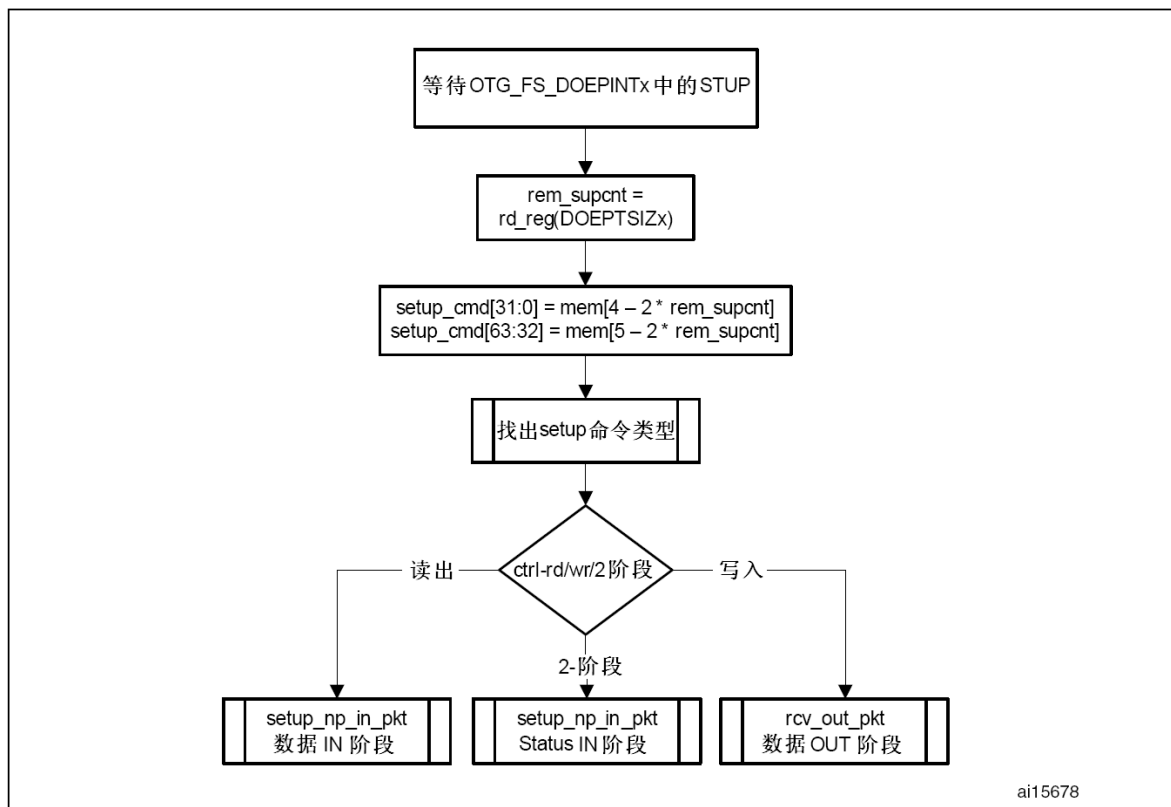 等待OTG_FS_DOEPINTx中的STUP
rem_supcnt =
rd_reg(DOEPTSIZx)
setup_cmd[31:0] = mem[4 – 2 * rem_supcnt]
setup_cmd[63:32] = mem[5 – 2 * rem_supcnt]
找出setup命令类型
ctrl-rd/wr/2阶段
读出
写入
2-阶段
setup_np_in_pkt
数据 IN 阶段
setup_np_in_pkt
Status IN 阶段
rcv_out_pkt
数据 OUT 阶段
ai15678